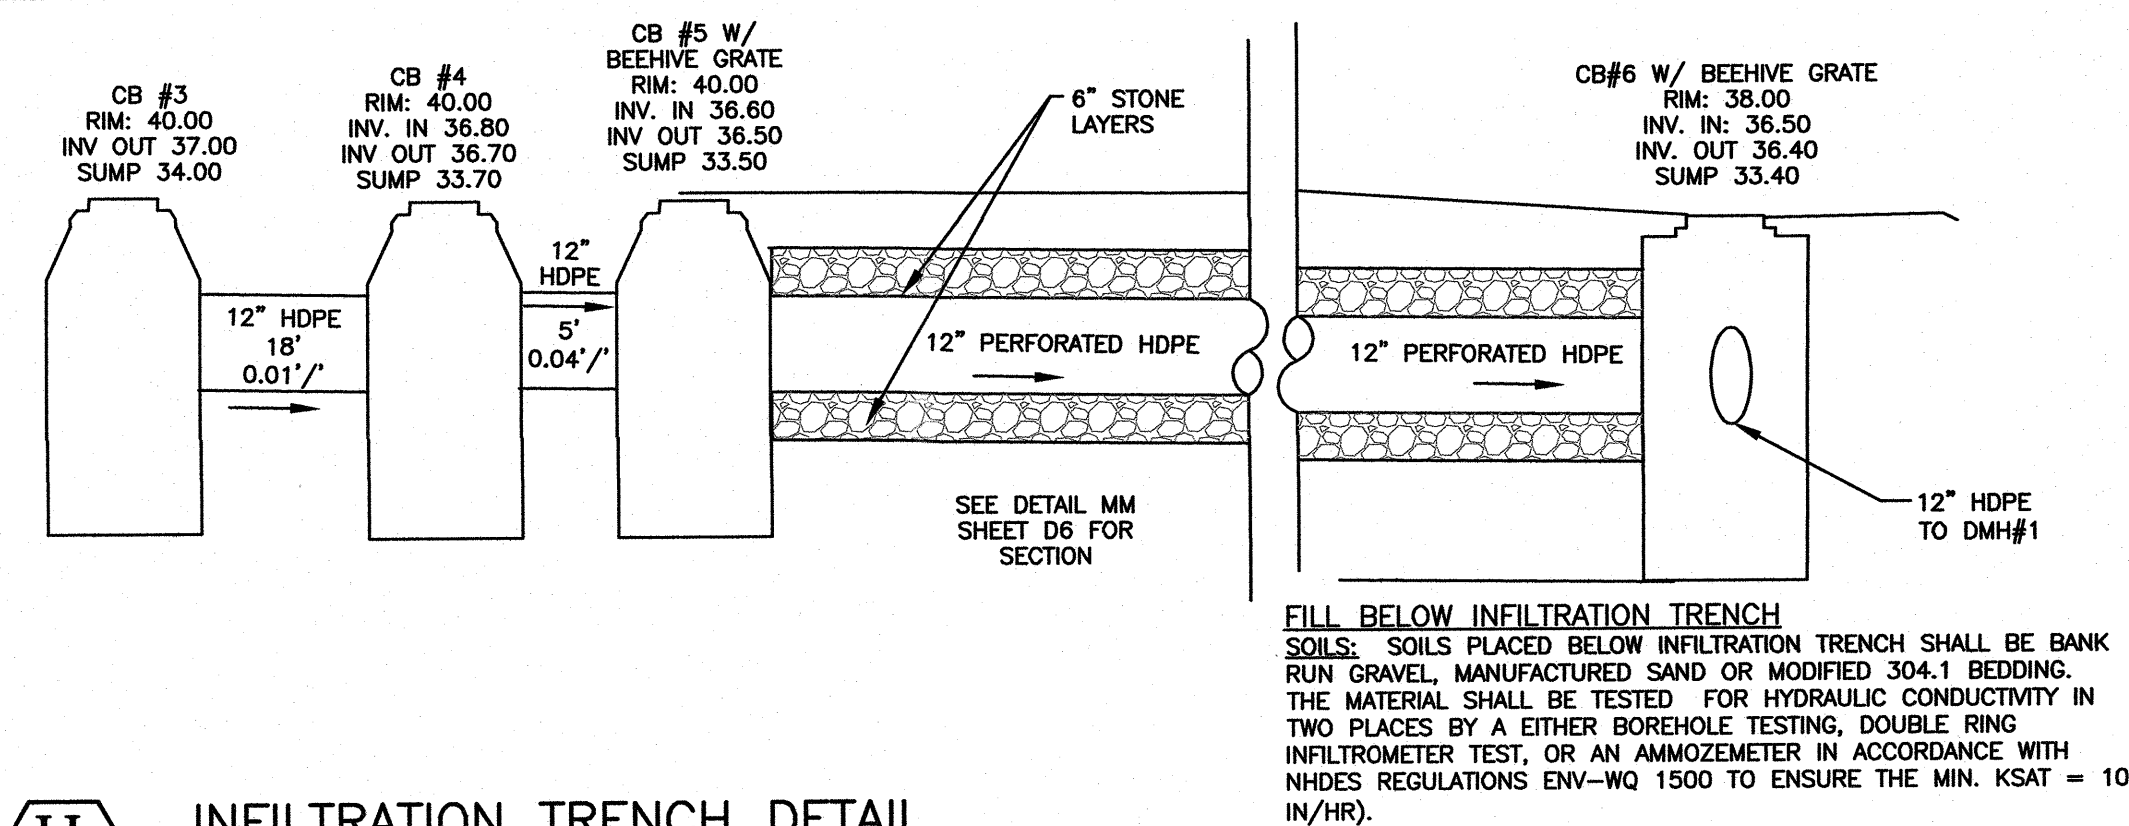 CB #3
RIM: 40.00
INV OUT 37.00
SUMP 34.00
CB #4
RIM: 40.00
INV. IN 36.80
INV OUT 36.70
SUMP 33.70
CB #5 W/
BEEHIVE GRATE
RIM: 40.00
INV. IN 36.60
INV OUT 36.50
SUMP 33.50
6" STONE
LAYERS
CB#6 W/ BEEHIVE GRATE
RIM: 38.00
INV. IN: 36.50
INV. OUT 36.40
SUMP 33.40
12" HDPE
18'
0.01'/'
12"
HDPE
5'
0.04'/'
12" PERFORATED HDPE
12" PERFORATED HDPE
SEE DETAIL MM
SHEET D6 FOR
SECTION
12" HDPE
TO DMH#1
FILL BELOW INFILTRATION TRENCH
SOILS: SOILS PLACED BELOW INFILTRATION TRENCH SHALL BE BANK
RUN GRAVEL, MANUFACTURED SAND OR MODIFIED 304.1 BEDDING.
THE MATERIAL SHALL BE TESTED FOR HYDRAULIC CONDUCTIVITY IN
TWO PLACES BY A EITHER BOREHOLE TESTING, DOUBLE RING
INFILTROMETER TEST, OR AN AMMOZEMETER IN ACCORDANCE WITH
NHDES REGULATIONS ENV-WQ 1500 TO ENSURE THE MIN. KSAT = 10
IN/HR).
INFILTRATION TRENCH DETAIL